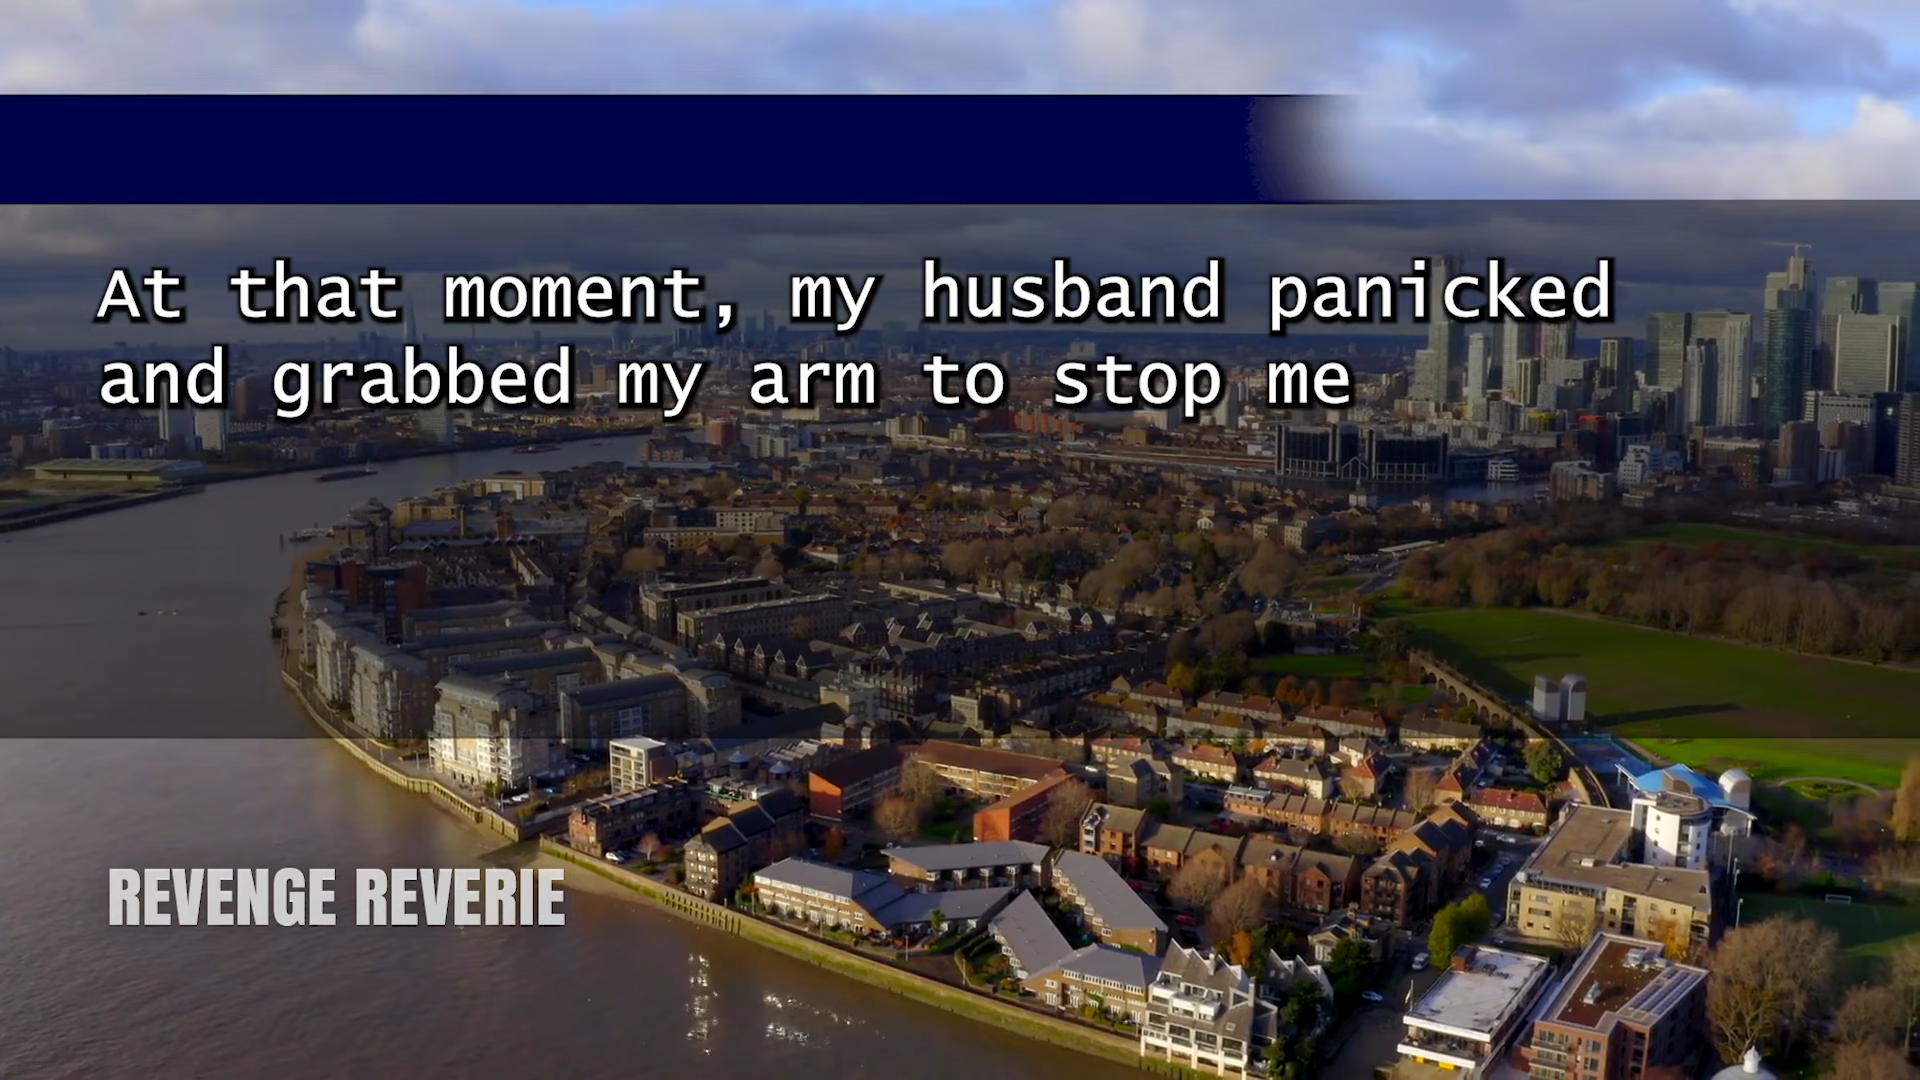 At that moment, my husband panicked
and grabbed my arm to stop me
REVENGE REVERIE